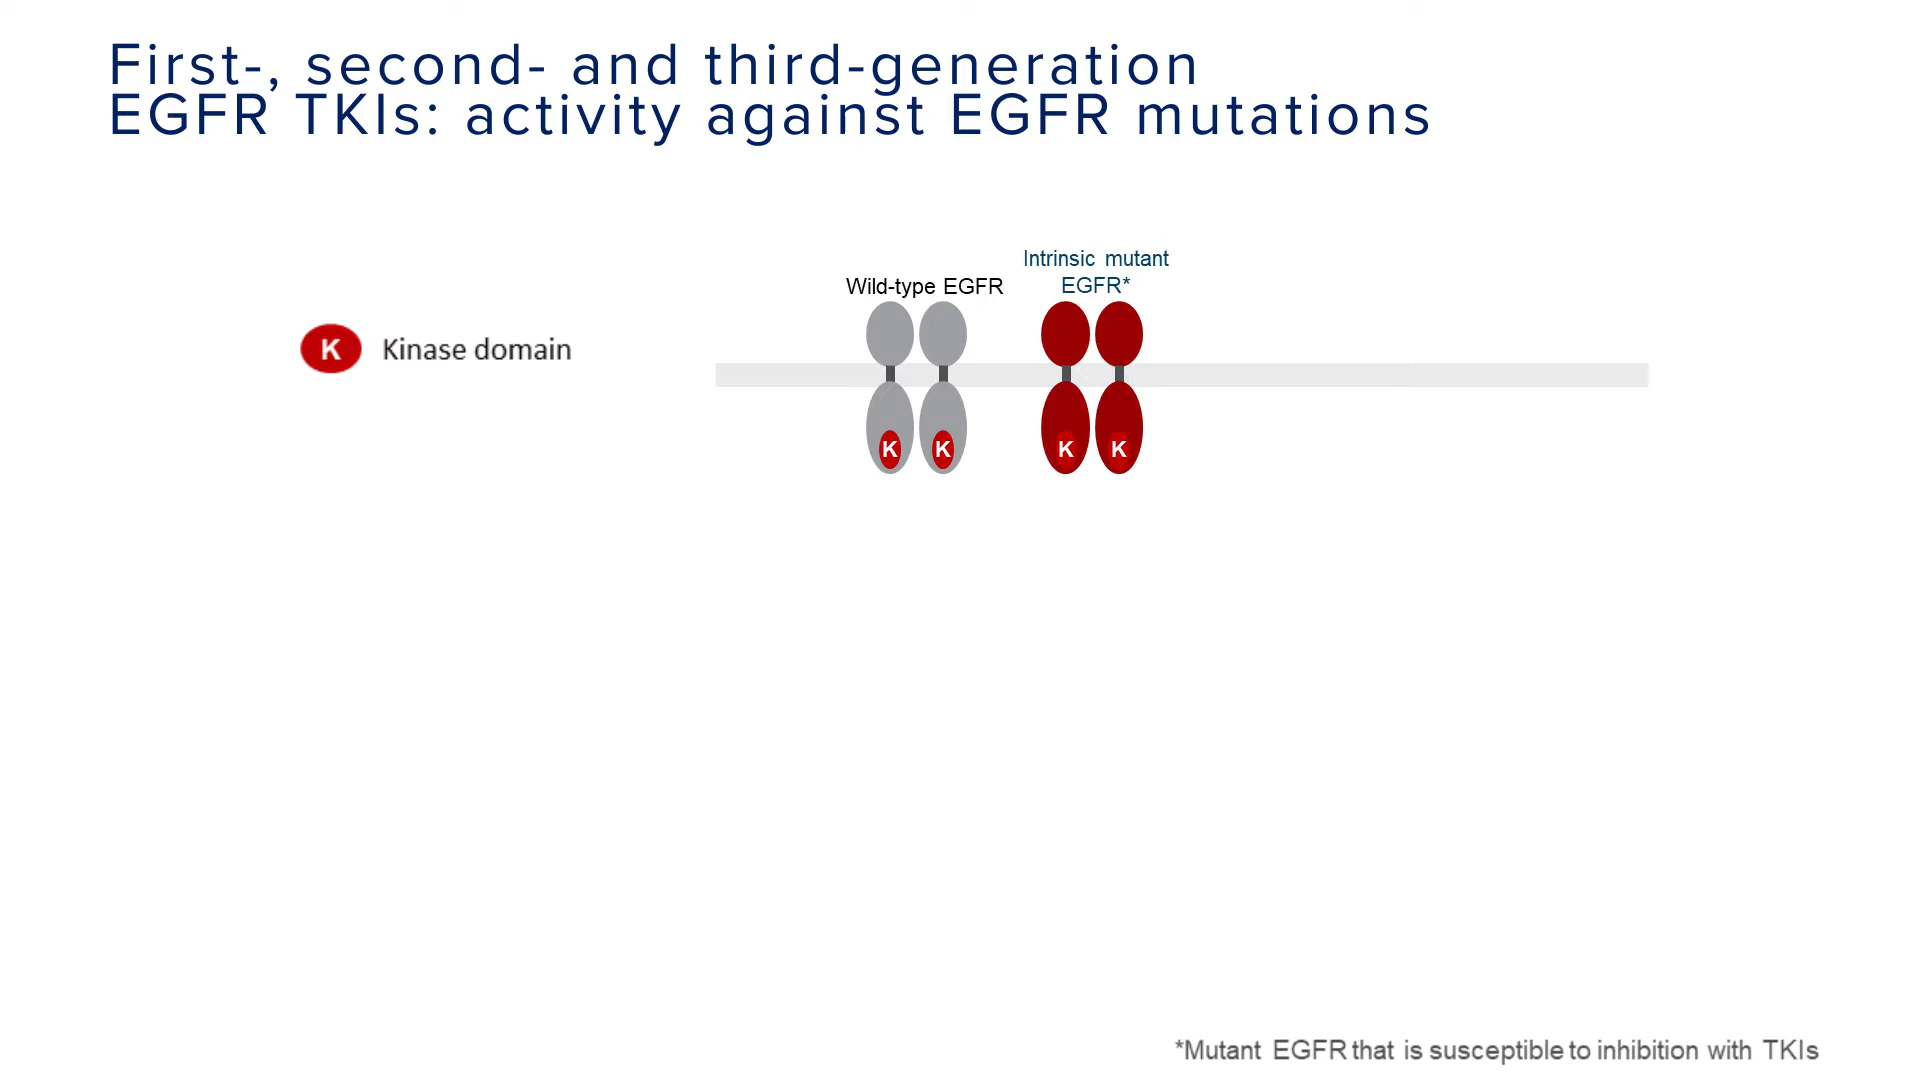 First-, second- and third-generation
EGFR TKIs: activity against EGFR mutations
Intrinsic mutant
EGFR*
Wild-type EGFR
K Kinase domain
K K K K
*Mutant EGFR that is susceptible to inhibition with TKIs